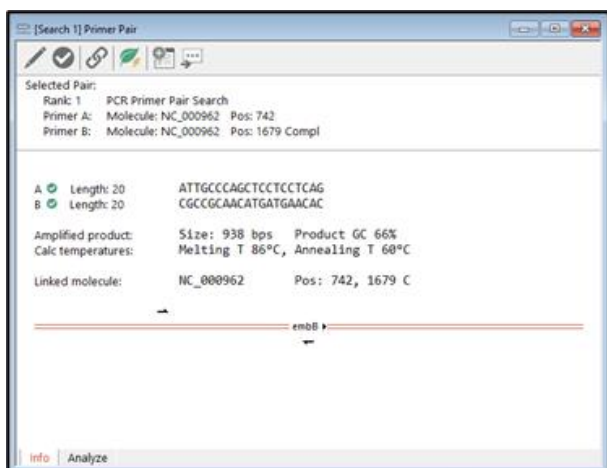 [Search 1] Primer Pair
Selected Pair:
Rank: 1 PCR Primer Pair Search
Primer A: Molecule: NC_000962 Pos: 742
Primer B: Molecule: NC_000962 Pos: 1679 Compl
A Length: 20 ATTGCCCAGCTCCTCCTCAG
B Length: 20 CGCCGCAACATGATGAACAC
Amplified product: Size: 938 bps Product GC 66%
Calc temperatures: Melting T 86°C, Annealing T 60°C
Linked molecule: NC_000962 Pos: 742, 1679 C
embB
Info Analyze